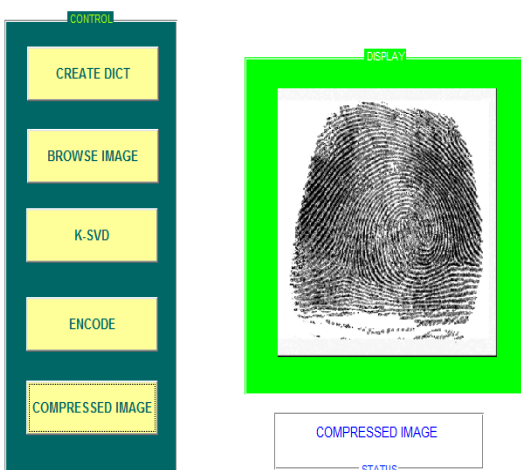 CONTROL
CREATE DICT
BROWSE IMAGE
K-SVD
ENCODE
COMPRESSED IMAGE
DISPLAY
COMPRESSED IMAGE
STATUS